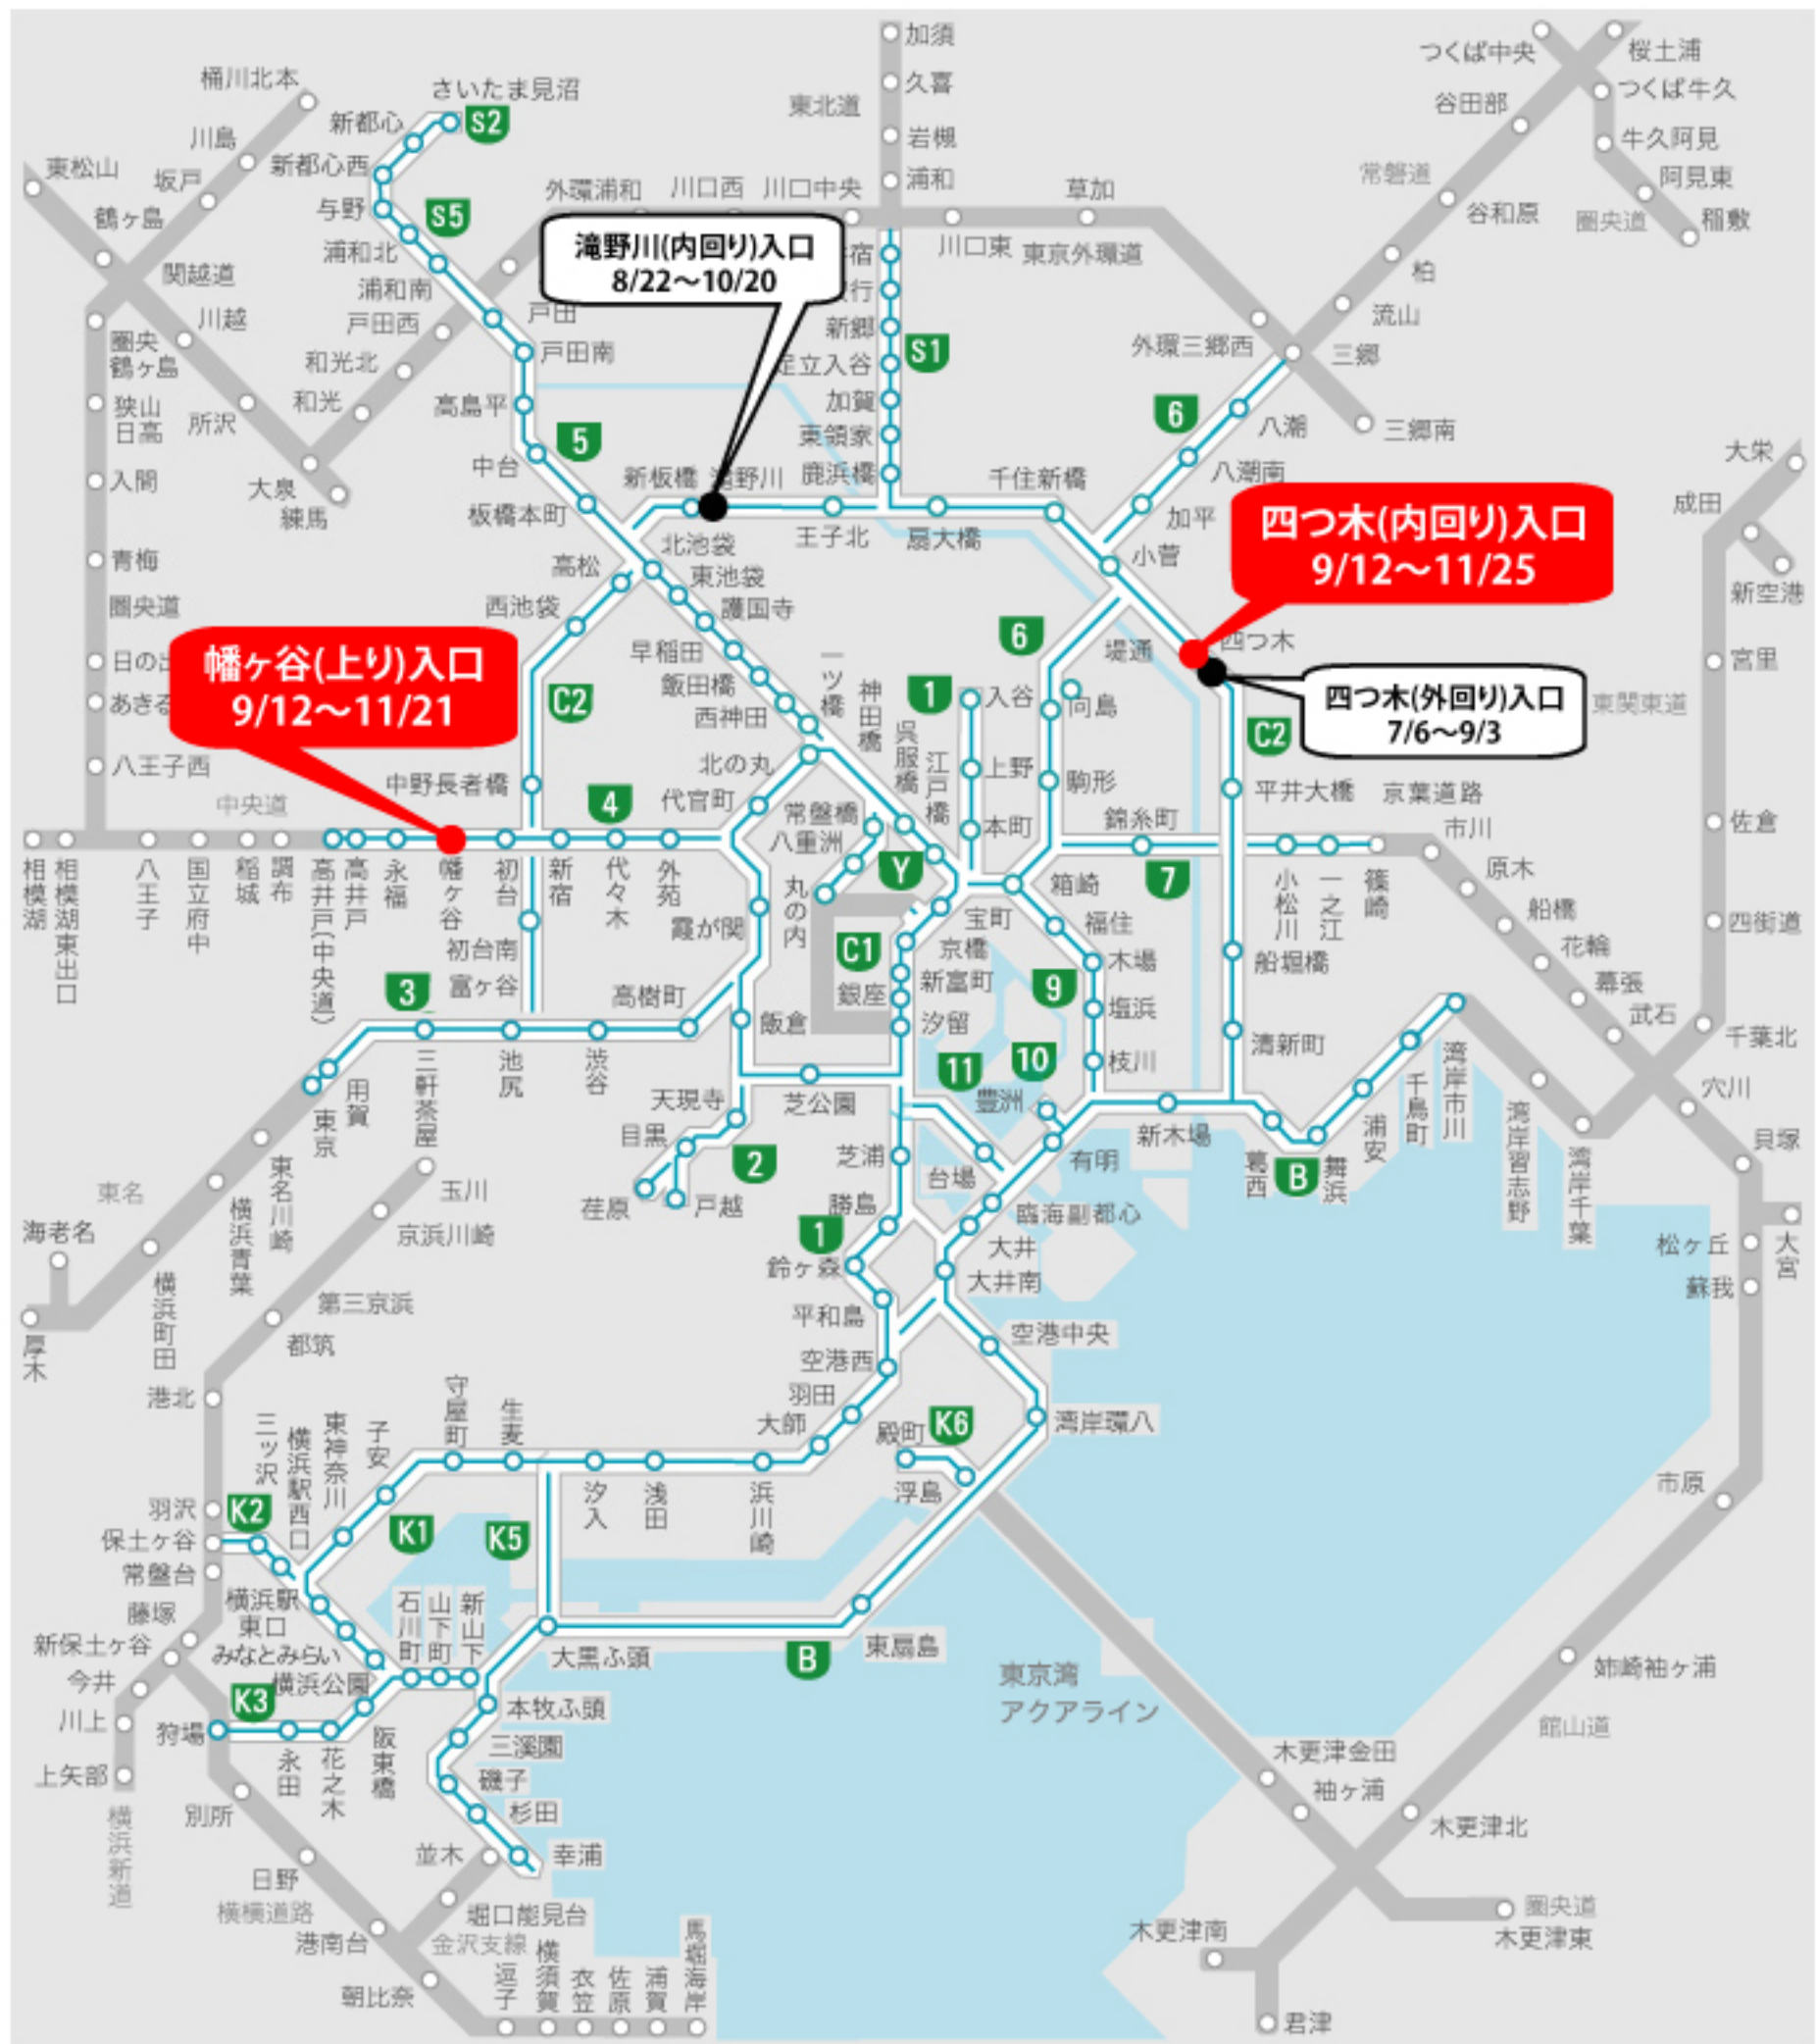 加須
久喜
東北道
岩槻
浦和
つくば中央
桜土浦
つくば牛久
谷田部
牛久阿見
阿見東
常磐道
谷和原
圏央道
稲敷
柏
流山
桶川北本
さいたま見沼
S2
新都心
川島
新都心西
東松山
坂戸
鶴ヶ島
与野
S5
浦和北
関越道
浦和南
川越
戸田西
戸田
戸田南
和光北
和光
圏央
鶴ヶ島
狭山
日高
所沢
入間
大泉
練馬
青梅
圏央道
外環浦和
川口西
川口中央
草加
川口東
東京外環道
滝野川(内回り)入口
8/22〜10/20
宿
行
新郷
S1
足立入谷
加賀
東領家
鹿浜橋
外環三郷西
三郷
三郷南
6
八潮
八潮南
加平
高島平
5
中台
板橋本町
新板橋
滝野川
王子北
扇大橋
千住新橋
小菅
四つ木(内回り)入口
9/12〜11/25
大栄
成田
新空港
宮里
高松
北池袋
東池袋
西池袋
護国寺
早稲田
飯田橋
西神田
一ツ橋
神田橋
呉服橋
江戸橋
6
堤通
四つ木
四つ木(外回り)入口
7/6〜9/3
東関東道
幡ヶ谷(上り)入口
9/12〜11/21
日の出
あきる
八王子西
C2
1
入谷
向島
C2
上野
駒形
平井大橋
京葉道路
北の丸
中野長者橋
中央道
4
代官町
常盤橋
八重洲
本町
錦糸町
市川
佐倉
相模湖
相模湖東出口
八王子
国立府中
稲城
調布
高井戸(中央道)
高井戸
永福
幡ヶ谷
初台
新宿
代々木
外苑
霞が関
丸の内
Y
箱崎
7
小松川
一之江
篠崎
原木
船橋
花輪
幕張
武石
四街道
千葉北
初台南
富ヶ谷
3
高樹町
C1
宝町
京橋
新富町
銀座
汐留
福住
木場
9
塩浜
枝川
船堀橋
清新町
飯倉
11
10
豊洲
三軒茶屋
池尻
渋谷
用賀
東京
天現寺
芝公園
目黒
2
荏原
戸越
芝浦
台場
有明
新木場
葛西
B
舞浜
浦安
千鳥町
湾岸市川
湾岸習志野
湾岸千葉
穴川
貝塚
東名
東名川崎
横浜青葉
海老名
厚木
横浜町田
玉川
京浜川崎
第三京浜
都筑
港北
1
勝島
鈴ヶ森
平和島
空港西
羽田
大師
臨海副都心
大井
大井南
空港中央
湾岸環八
松ヶ丘
大宮
蘇我
市原
守屋町
生麦
子安
東神奈川
横浜駅西口
三ッ沢
汐入
浅田
浜川崎
殿町
K6
浮島
羽沢
K2
保土ヶ谷
常盤台
藤塚
新保土ヶ谷
K1
K5
横浜駅
東口
みなとみらい
横浜公園
石川町
山下町
新山下
大黒ふ頭
B
東扇島
今井
川上
上矢部
横浜新道
K3
狩場
永田
花之木
阪東橋
本牧ふ頭
三溪園
磯子
杉田
幸浦
並木
別所
日野
横横道路
港南台
朝比奈
堀口能見台
金沢支線
逗子
横須賀
衣笠
佐原
浦賀
馬堀海岸
東京湾
アクアライン
姉崎袖ヶ浦
館山道
木更津金田
袖ヶ浦
木更津北
圏央道
木更津東
木更津南
君津